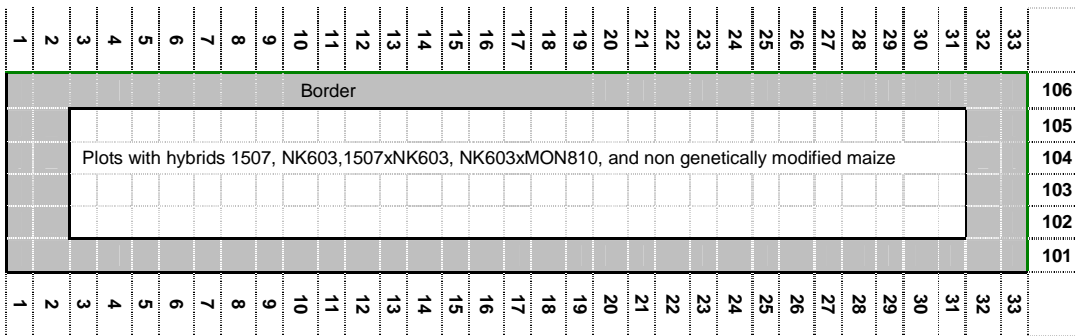 1 2 3 4 5 6 7 8 9 10 11 12 13 14 15 16 17 18 19 20 21 22 23 24 25 26 27 28 29 30 31 32 33
Border 106
105
Plots with hybrids 1507, NK603,1507xNK603, NK603xMON810, and non genetically modified maize 104
103
102
101
1 2 3 4 5 6 7 8 9 10 11 12 13 14 15 16 17 18 19 20 21 22 23 24 25 26 27 28 29 30 31 32 33